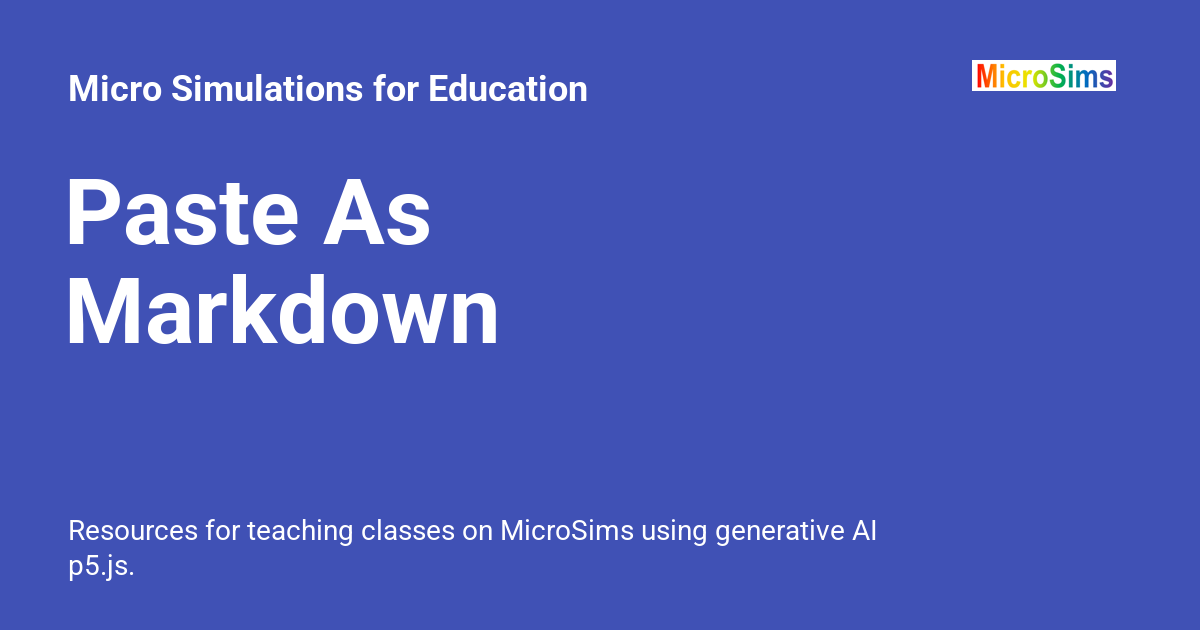 Micro Simulations for Education
MicroSims
Paste As
Markdown
Resources for teaching classes on MicroSims using generative AI
p5.js.